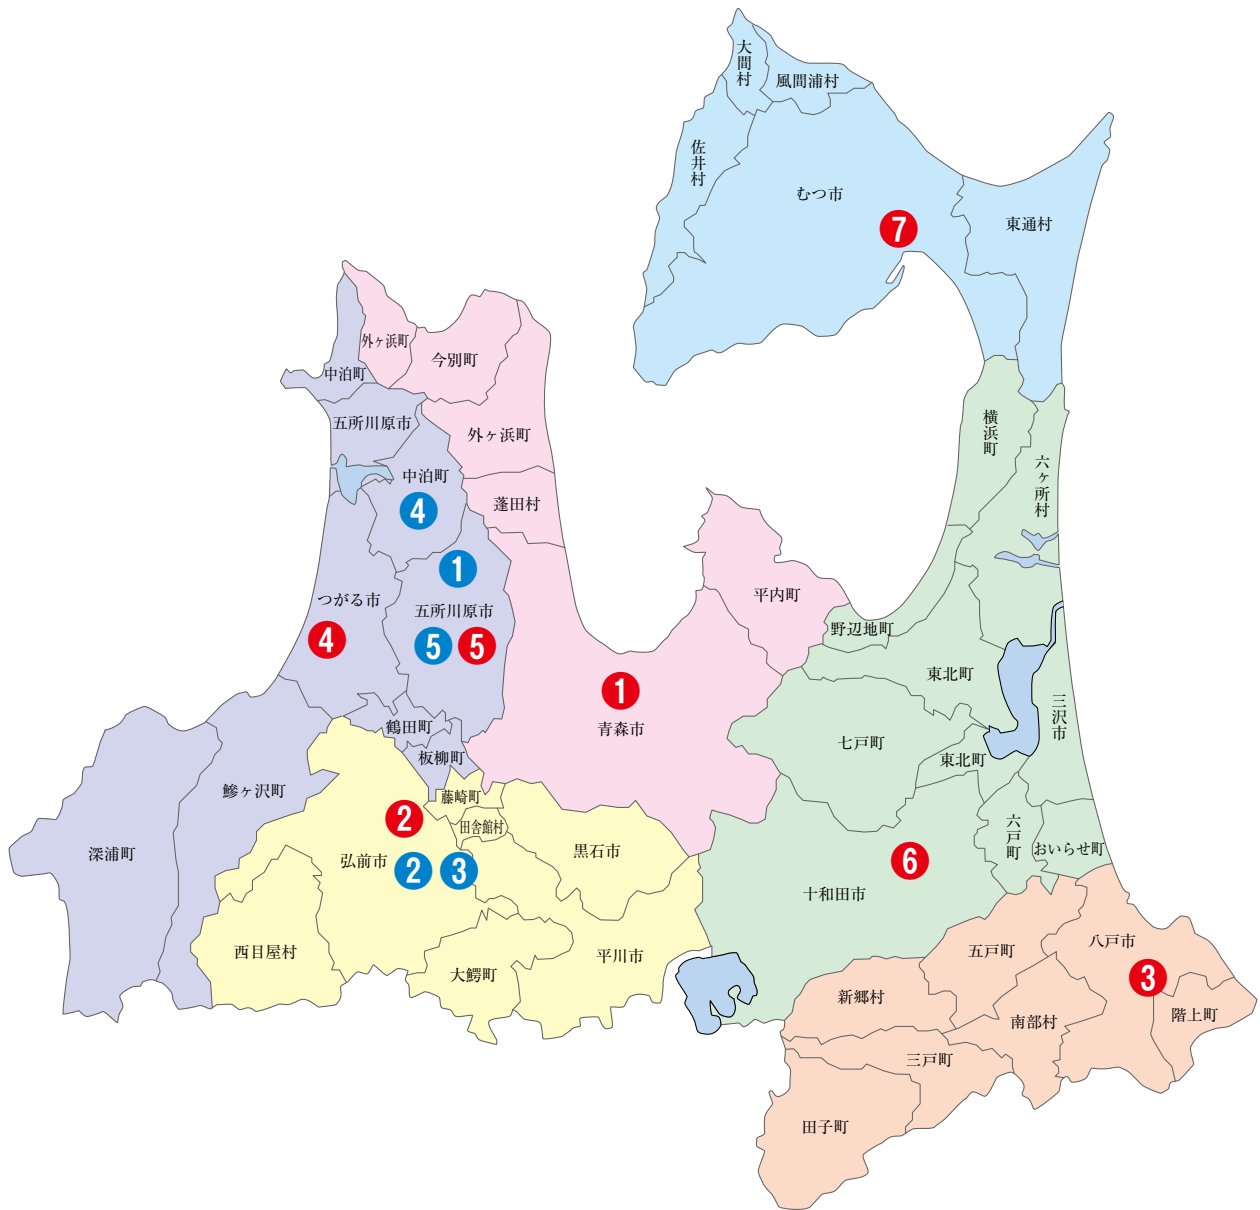 大間村
風間浦村
佐井村
むつ市
7
東通村
外ヶ浜町
今別町
中泊町
五所川原市
外ヶ浜町
横浜町
中泊町
六ヶ所村
蓬田村
4
1
平内町
つがる市
五所川原市
野辺地町
4
5
5
東北町
1
三沢市
鶴田町
青森市
七戸町
板柳町
東北町
鰺ヶ沢町
藤崎町
2
田舎館村
六戸町
深浦町
弘前市
黒石市
おいらせ町
2
3
6
十和田市
西目屋村
五戸町
八戸市
平川市
大鰐町
3
新郷村
南部村
階上町
三戸町
田子町